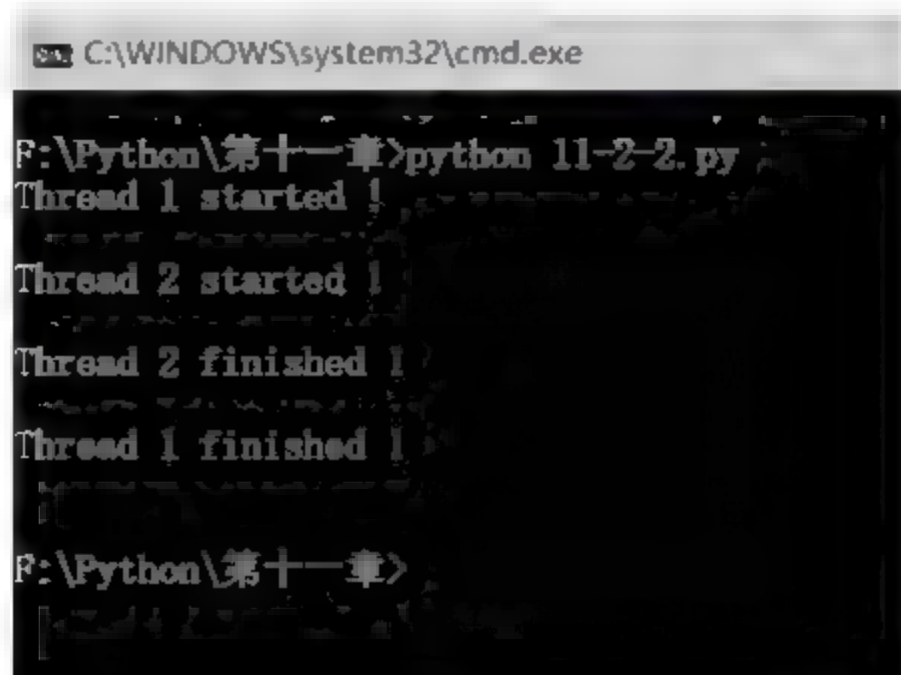 C:\WINDOWS\system32\cmd.exe
F:\Python\第十一章>python 11-2-2.py
Thread 1 started !
Thread 2 started !
Thread 2 finished !
Thread 1 finished !
F:\Python\第十一章>